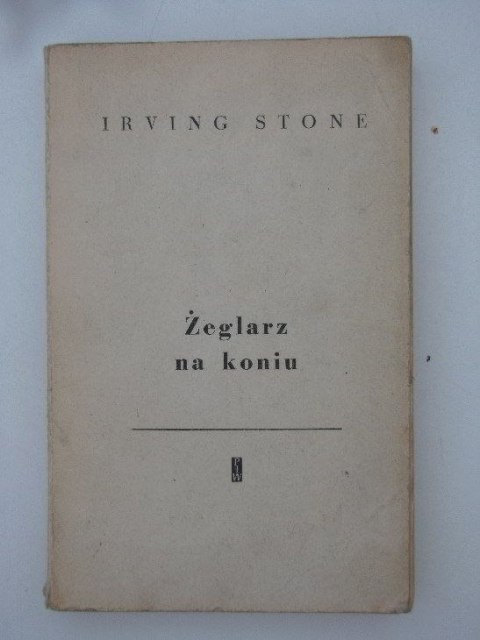 IRVING STONE
Żeglarz
na koniu
PIW